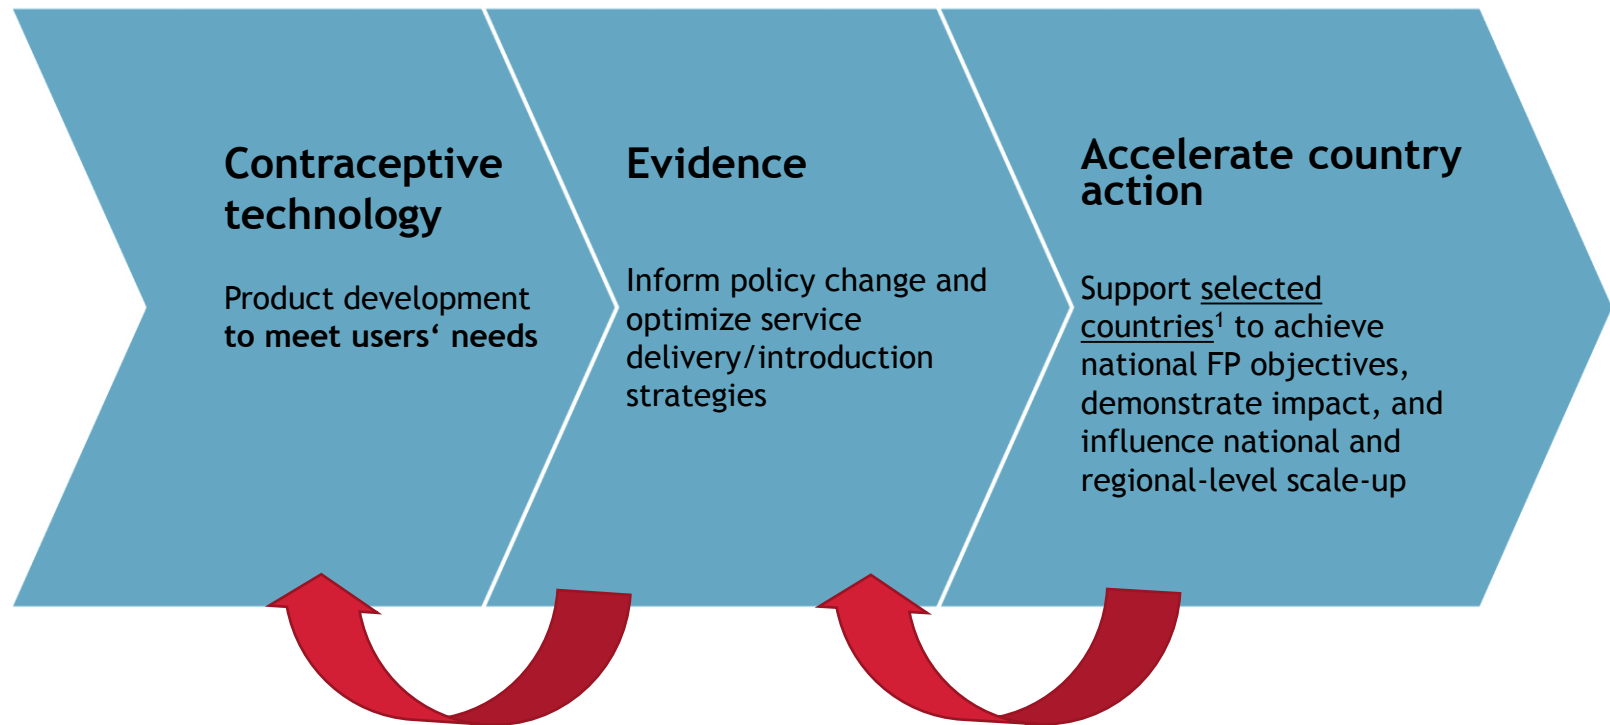 Contraceptive
technology
Product development
to meet users‘ needs
Evidence
Inform policy change and
optimize service
delivery/introduction
strategies
Accelerate country
action
Support selected
countries¹ to achieve
national FP objectives,
demonstrate impact, and
influence national and
regional-level scale-up